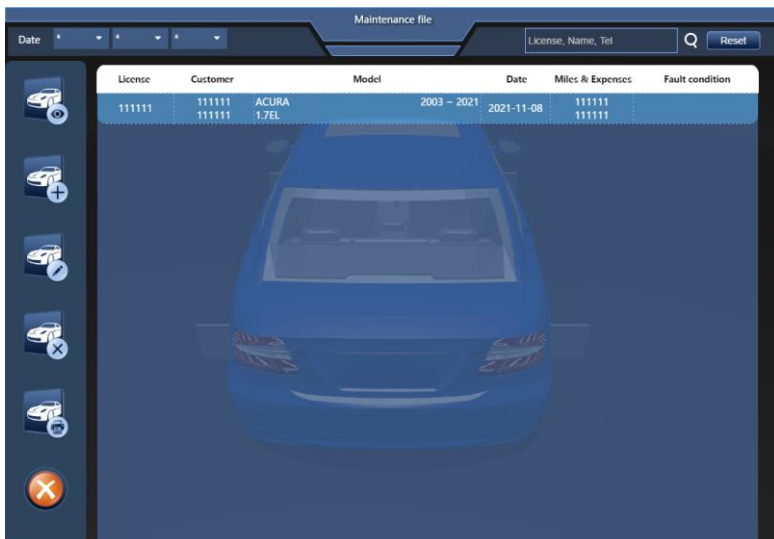 Maintenance file
Date * * * License, Name, Tel Reset
License Customer Model Date Miles & Expenses Fault condition
111111 111111 ACURA 2003 ~ 2021 2021-11-08 111111
111111 1.7EL 111111